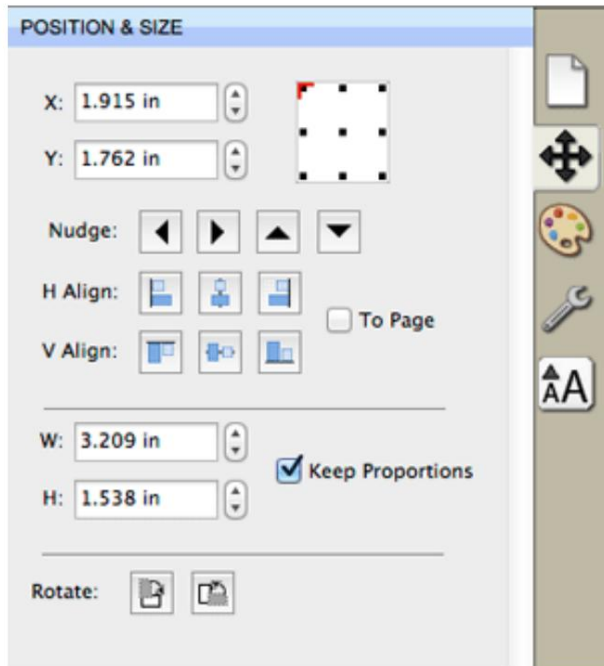 POSITION & SIZE
X: 1.915 in
Y: 1.762 in
Nudge:
H Align:
To Page
V Align:
W: 3.209 in
Keep Proportions
H: 1.538 in
Rotate:
AA